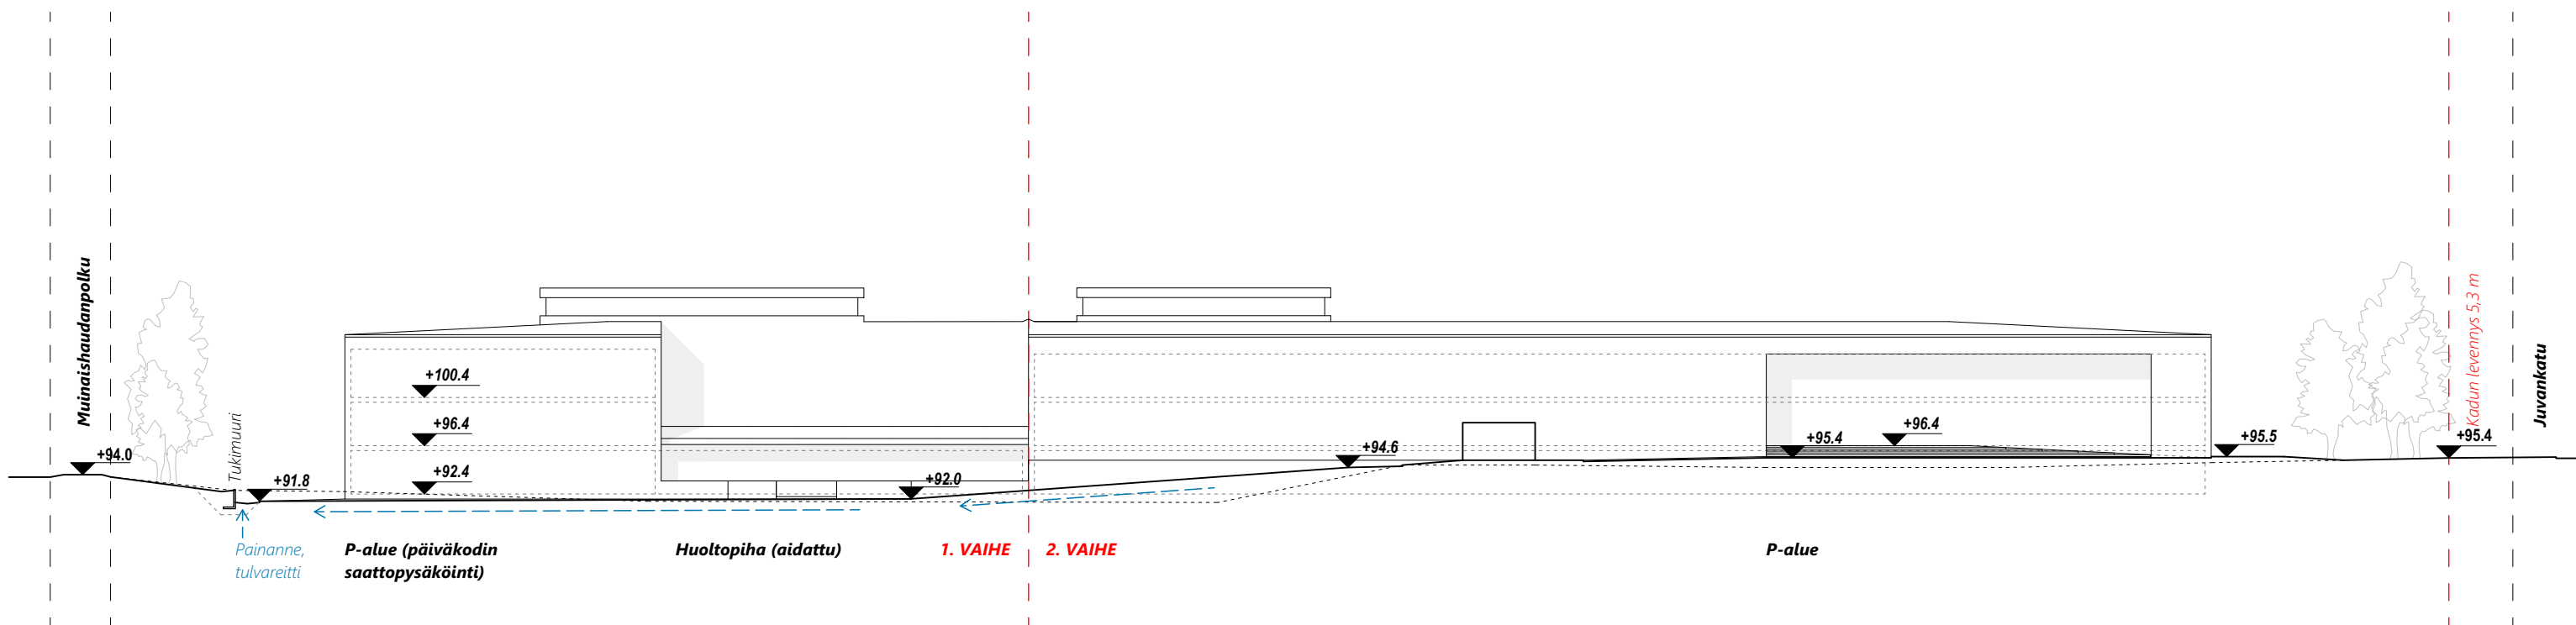 Muinaishaudanpolku
+94.0
Tukimuuri
+91.8
+100.4
+96.4
+92.4
+92.0
+94.6
+95.4
+96.4
+95.5
Kadun levennys 5,3 m
+95.4
Juvankatu
Painanne,
tulvareitti
P-alue (päiväkodin
saattopysäköinti)
Huoltopiha (aidattu)
1. VAIHE
2. VAIHE
P-alue